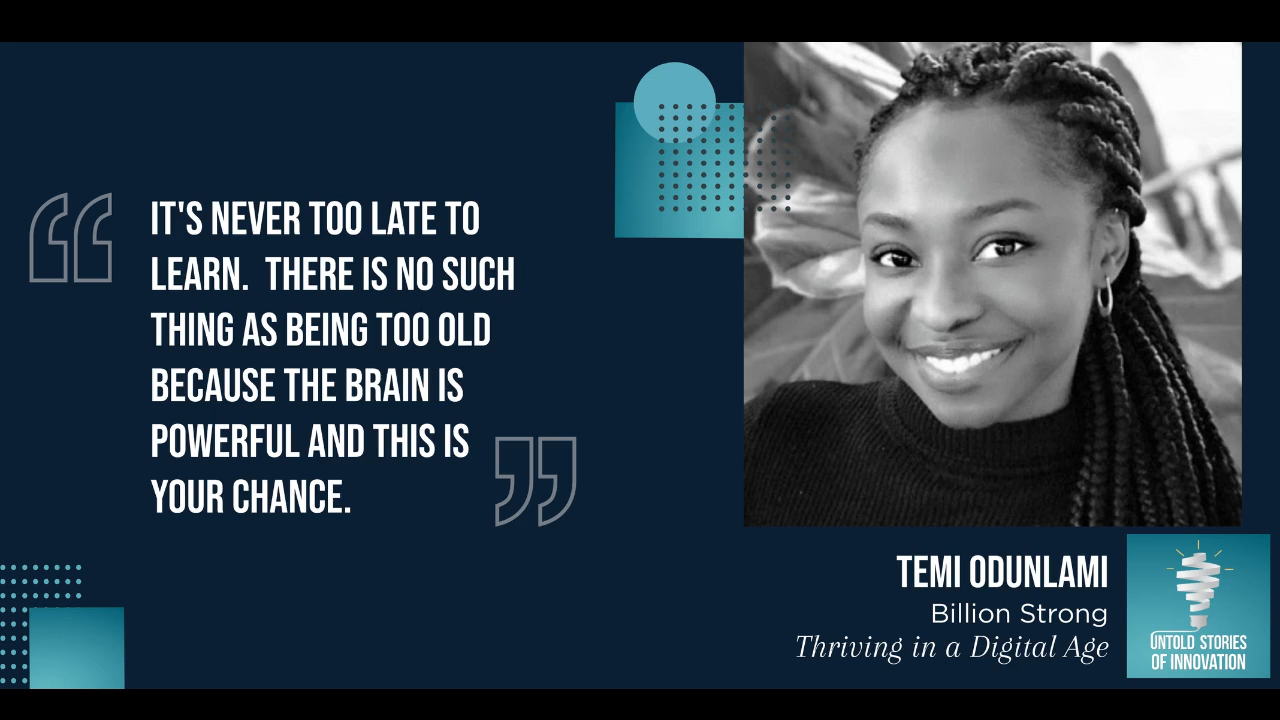 IT'S NEVER TOO LATE TO
LEARN.  THERE IS NO SUCH
THING AS BEING TOO OLD
BECAUSE THE BRAIN IS
POWERFUL AND THIS IS
YOUR CHANCE.
TEMI ODUNLAMI
Billion Strong
Thriving in a Digital Age
UNTOLD STORIES
OF INNOVATION